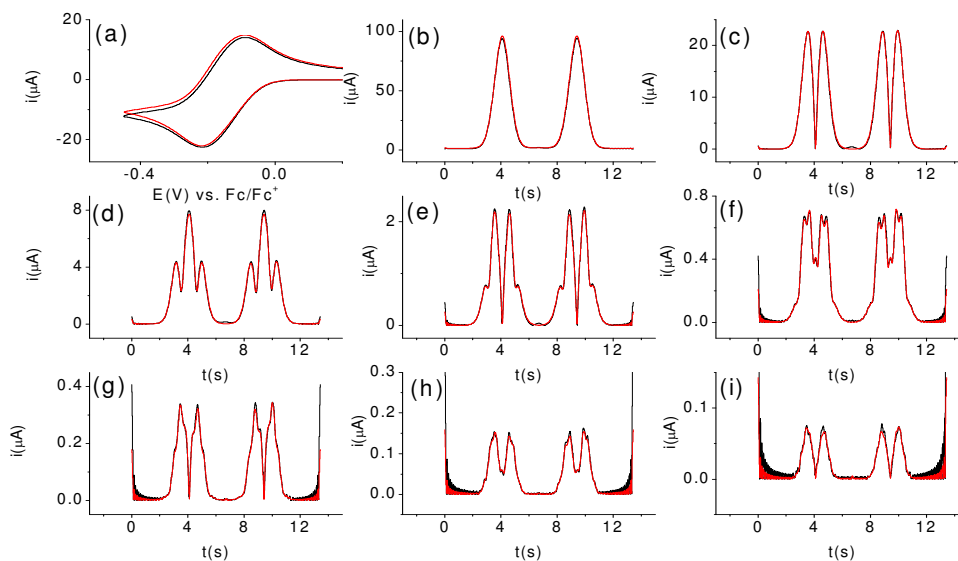 (a)
20
0
-20
i(μA)
-0.4
0.0
E(V) vs. Fc/Fc⁺
(b)
100
50
0
i(μA)
0
4
8
12
t(s)
(c)
20
10
0
i(μA)
0
4
8
12
t(s)
(d)
8
4
0
i(μA)
0
4
8
12
t(s)
(e)
2
0
i(μA)
0
4
8
12
t(s)
(f)
0.8
0.4
0.0
i(μA)
0
4
8
12
t(s)
(g)
0.4
0.2
0.0
i(μA)
0
4
8
12
t(s)
(h)
0.3
0.2
0.1
0.0
i(μA)
0
4
8
12
t(s)
(i)
0.1
0.0
i(μA)
0
4
8
12
t(s)